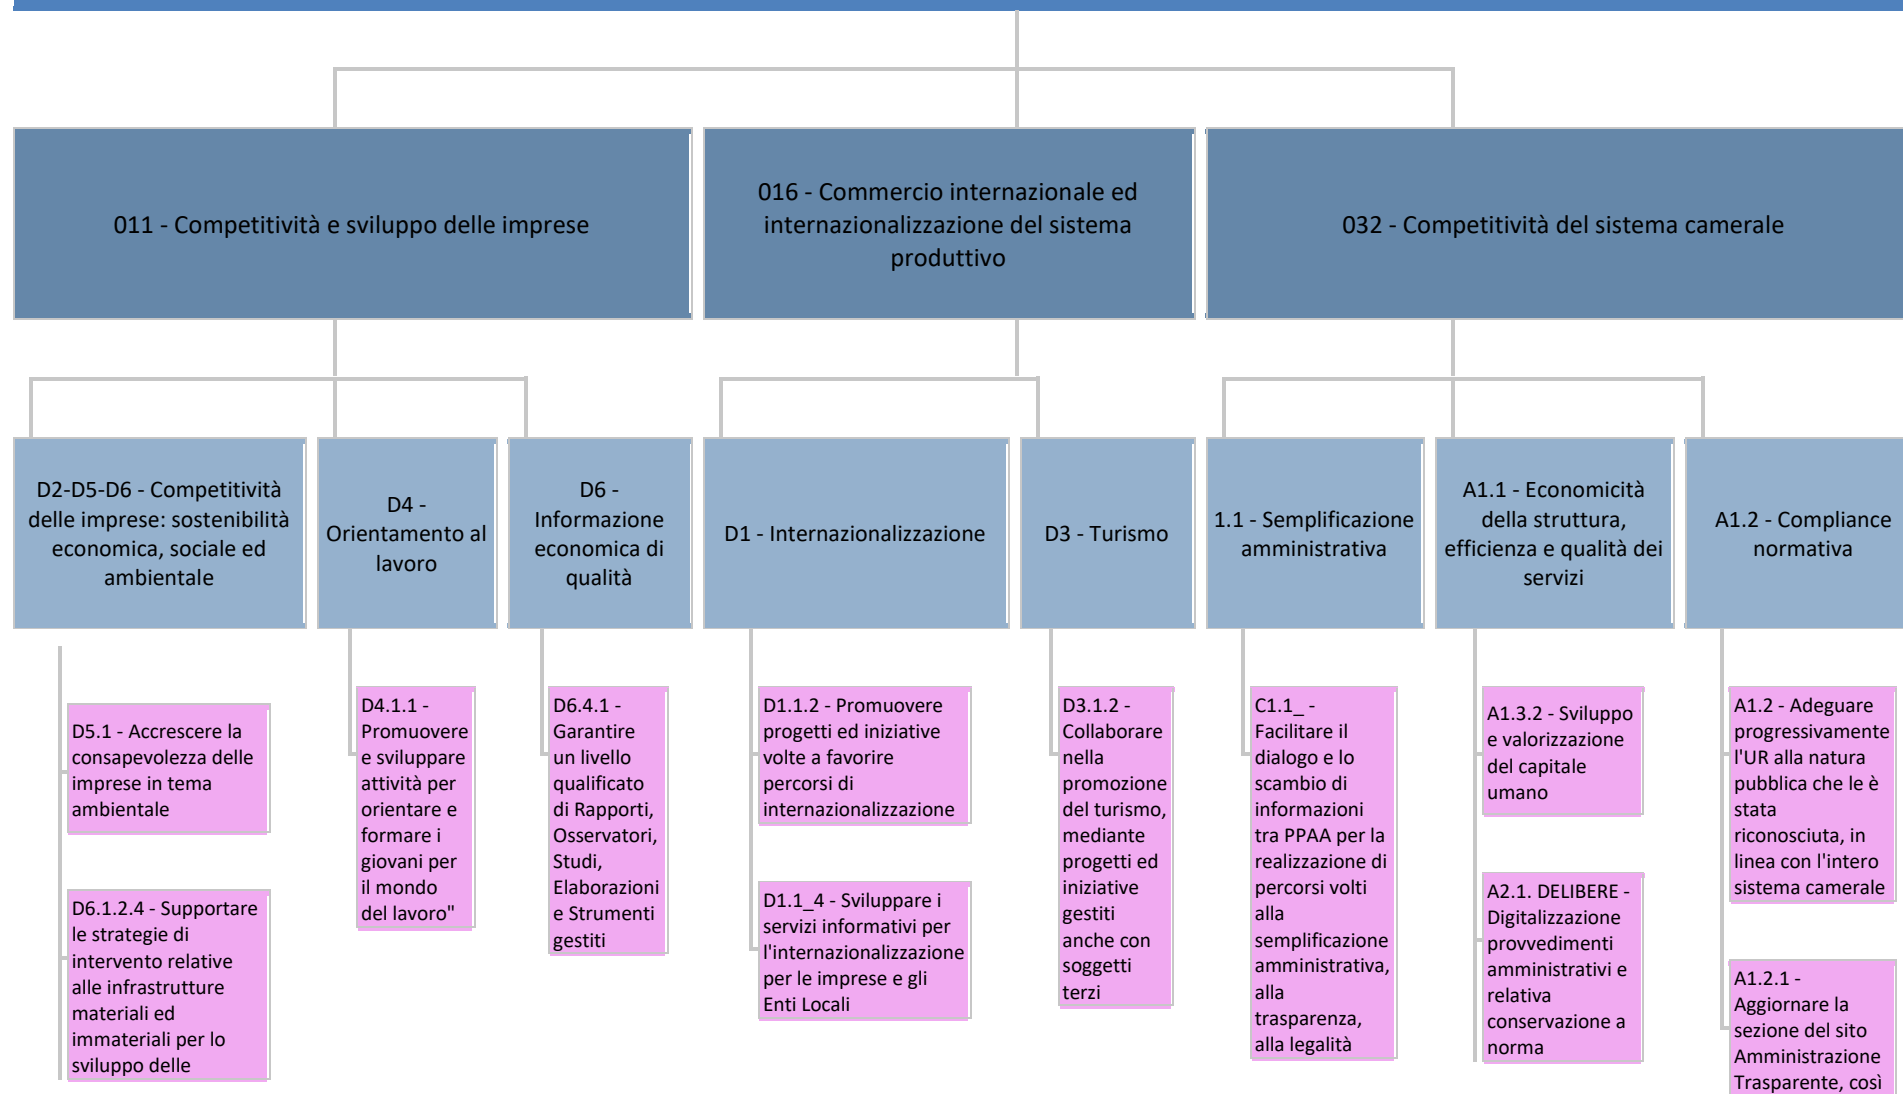 011 - Competitività e sviluppo delle imprese
016 - Commercio internazionale ed
internazionalizzazione del sistema
produttivo
032 - Competitività del sistema camerale
D2-D5-D6 - Competitività
delle imprese: sostenibilità
economica, sociale ed
ambientale
D4 -
Orientamento al
lavoro
D6 -
Informazione
economica di
qualità
D1 - Internazionalizzazione
D3 - Turismo
1.1 - Semplificazione
amministrativa
A1.1 - Economicità
della struttura,
efficienza e qualità dei
servizi
A1.2 - Compliance
normativa
D5.1 - Accrescere la
consapevolezza delle
imprese in tema
ambientale
D6.1.2.4 - Supportare
le strategie di
intervento relative
alle infrastrutture
materiali ed
immateriali per lo
sviluppo delle
D4.1.1 -
Promuovere
e sviluppare
attività per
orientare e
formare i
giovani per
il mondo
del lavoro"
D6.4.1 -
Garantire
un livello
qualificato
di Rapporti,
Osservatori,
Studi,
Elaborazioni
e Strumenti
gestiti
D1.1.2 - Promuovere
progetti ed iniziative
volte a favorire
percorsi di
internazionalizzazione
D1.1_4 - Sviluppare i
servizi informativi per
l'internazionalizzazione
per le imprese e gli
Enti Locali
D3.1.2 -
Collaborare
nella
promozione
del turismo,
mediante
progetti ed
iniziative
gestiti
anche con
soggetti
terzi
C1.1_ -
Facilitare il
dialogo e lo
scambio di
informazioni
tra PPAA per la
realizzazione di
percorsi volti
alla
semplificazione
amministrativa,
alla
trasparenza,
alla legalità
A1.3.2 - Sviluppo
e valorizzazione
del capitale
umano
A2.1. DELIBERE -
Digitalizzazione
provvedimenti
amministrativi e
relativa
conservazione a
norma
A1.2 - Adeguare
progressivamente
l'UR alla natura
pubblica che le è
stata
riconosciuta, in
linea con l'intero
sistema camerale
A1.2.1 -
Aggiornare la
sezione del sito
Amministrazione
Trasparente, così